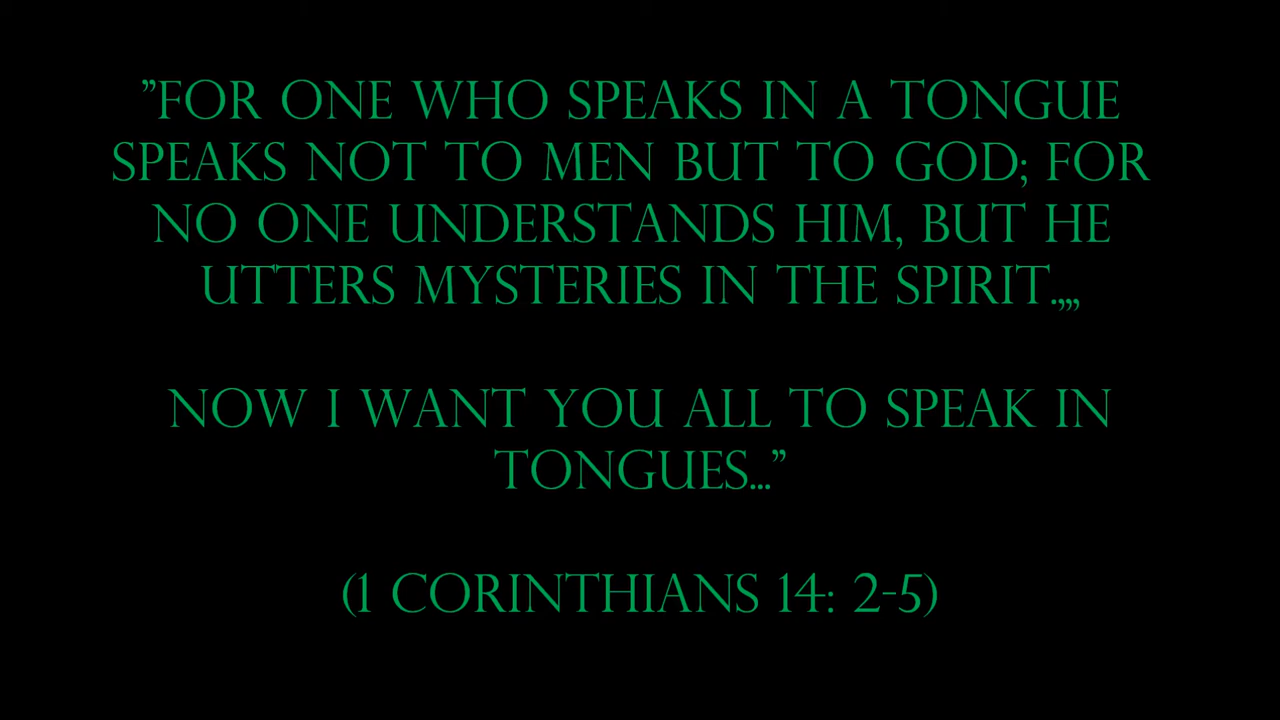 ”FOR ONE WHO SPEAKS IN A TONGUE
SPEAKS NOT TO MEN BUT TO GOD; FOR
NO ONE UNDERSTANDS HIM, BUT HE
UTTERS MYSTERIES IN THE SPIRIT.,,,,
NOW I WANT YOU ALL TO SPEAK IN
TONGUES...”
(1 CORINTHIANS 14: 2-5)